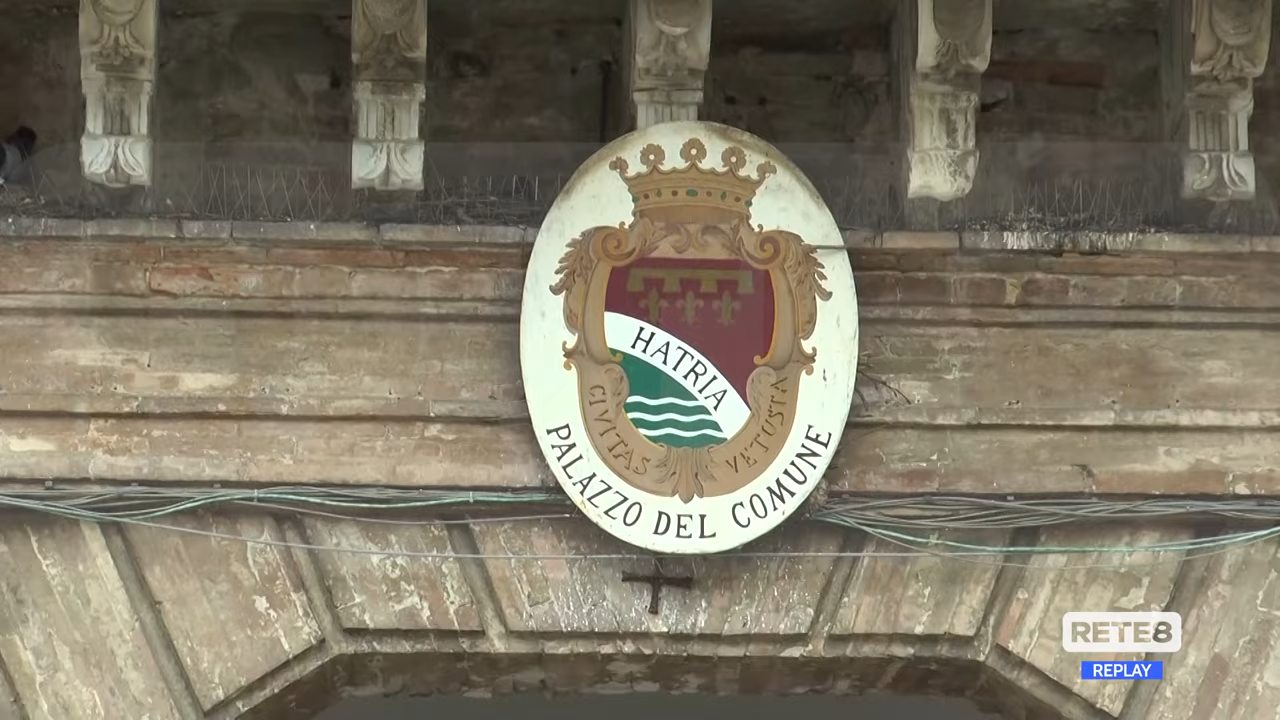 HATRIA
CIVITAS VETUSTA
PALAZZO DEL COMUNE
RETE8
REPLAY